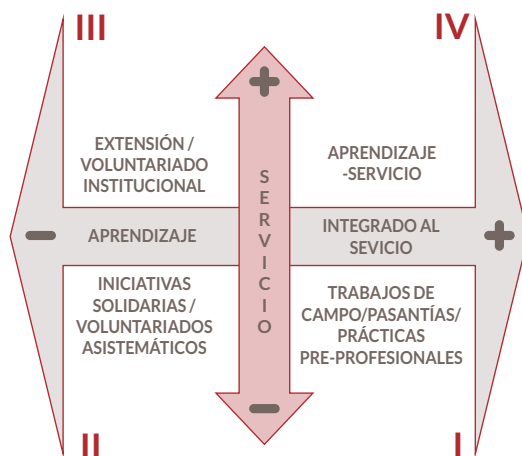 III
IV
+
EXTENSIÓN /
VOLUNTARIADO
INSTITUCIONAL
APRENDIZAJE
-SERVICIO
SERVICIO
−
APRENDIZAJE
INTEGRADO AL
SEVICIO
+
INICIATIVAS
SOLIDARIAS /
VOLUNTARIADOS
ASISTEMÁTICOS
TRABAJOS DE
CAMPO/PASANTÍAS/
PRÁCTICAS
PRE-PROFESIONALES
−
II
I